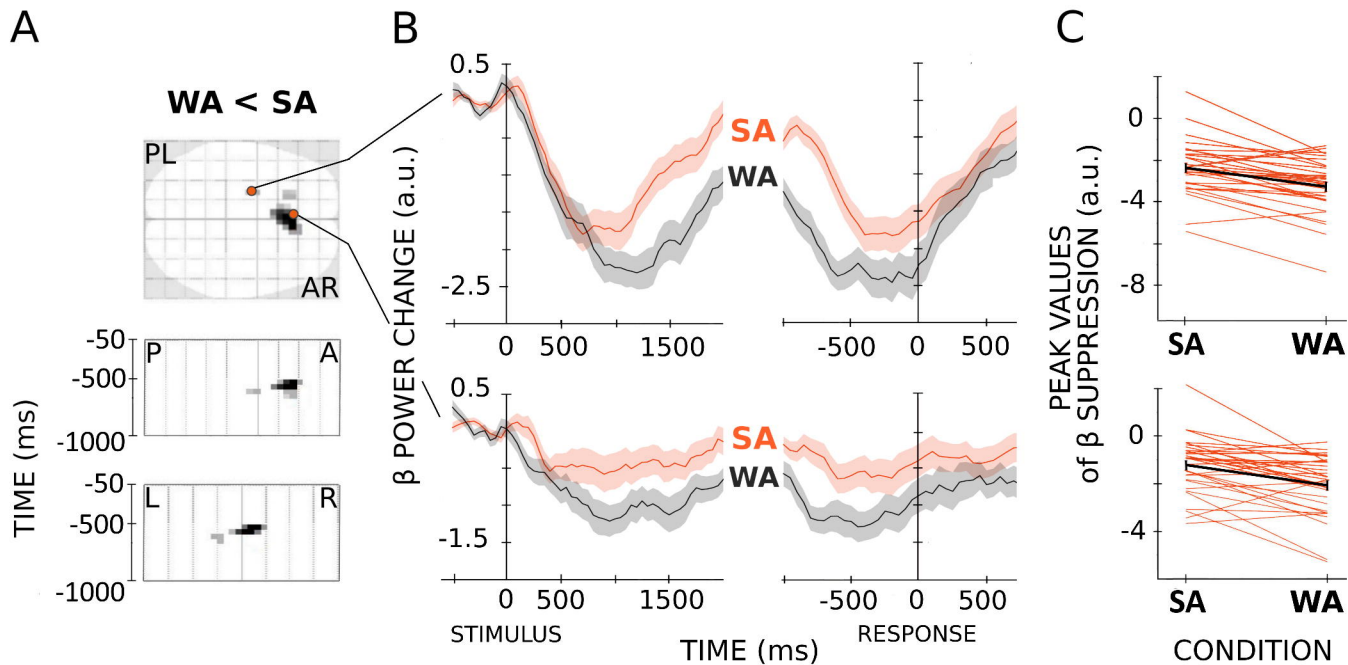 A
WA < SA
PL
AR
TIME (ms)
-50
-500
-1000
P
A
-50
-500
-1000
L
R
B
β POWER CHANGE (a.u.)
0.5
-2.5
SA
WA
0
500
1500
-500
0
500
0.5
-1.5
SA
WA
0
500
1500
-500
0
500
STIMULUS
TIME (ms)
RESPONSE
C
PEAK VALUES
of β SUPPRESSION (a.u.)
0
-4
-8
SA
WA
0
-4
SA
WA
CONDITION